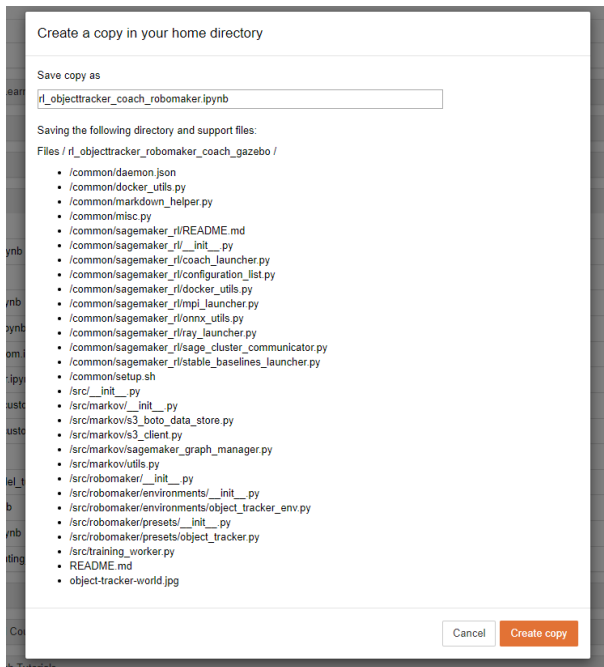 Create a copy in your home directory
Save copy as
rl_objecttracker_coach_robomaker.ipynb
Saving the following directory and support files:
Files / rl_objecttracker_robomaker_coach_gazebo /
• /common/daemon.json
• /common/docker_utils.py
• /common/markdown_helper.py
• /common/misc.py
• /common/sagemaker_rl/README.md
• /common/sagemaker_rl/__init__.py
• /common/sagemaker_rl/coach_launcher.py
• /common/sagemaker_rl/configuration_list.py
• /common/sagemaker_rl/docker_utils.py
• /common/sagemaker_rl/mpi_launcher.py
• /common/sagemaker_rl/onnx_utils.py
• /common/sagemaker_rl/ray_launcher.py
• /common/sagemaker_rl/sage_cluster_communicator.py
• /common/sagemaker_rl/stable_baselines_launcher.py
• /common/setup.sh
• /src/__init__.py
• /src/markov/__init__.py
• /src/markov/s3_boto_data_store.py
• /src/markov/s3_client.py
• /src/markov/sagemaker_graph_manager.py
• /src/markov/utils.py
• /src/robomaker/__init__.py
• /src/robomaker/environments/__init__.py
• /src/robomaker/environments/object_tracker_env.py
• /src/robomaker/presets/__init__.py
• /src/robomaker/presets/object_tracker.py
• /src/training_worker.py
• README.md
• object-tracker-world.jpg
Cancel Create copy